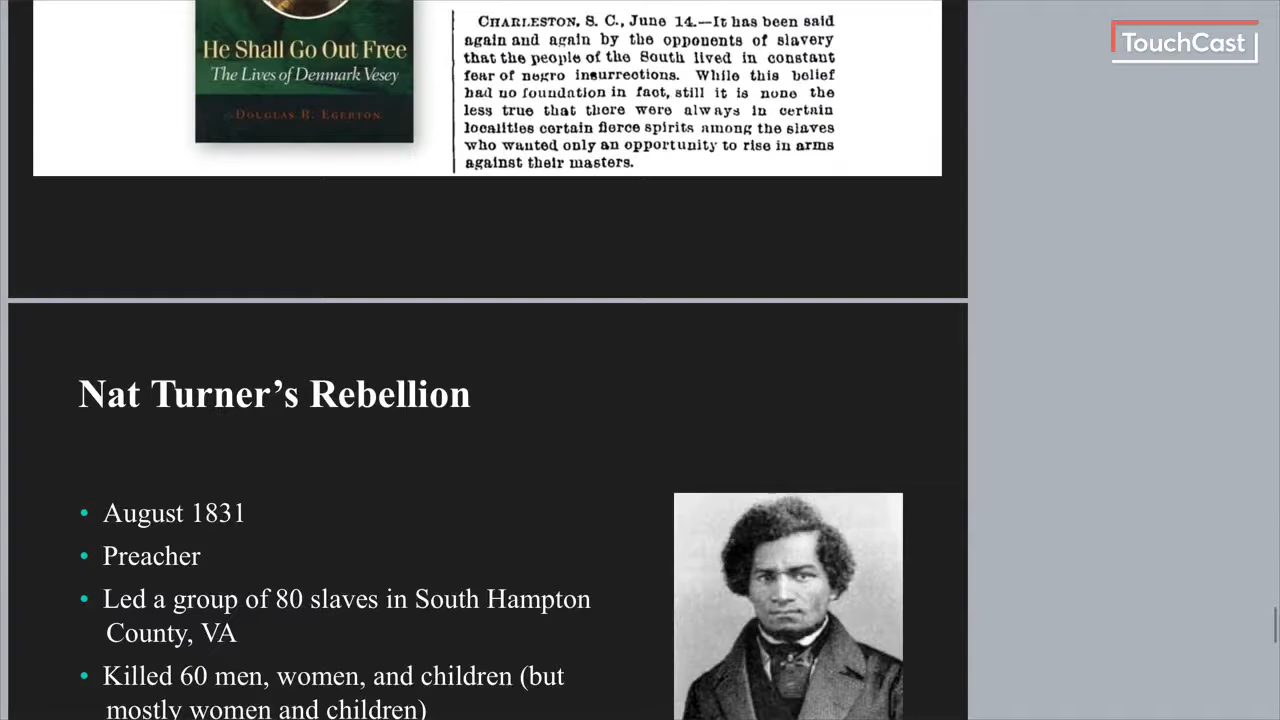 He Shall Go Out Free
The Lives of Denmark Vesey
DOUGLAS R. EGERTON
CHARLESTON, S. C., June 14.—It has been said
again and again by the opponents of slavery
that the people of the South lived in constant
fear of negro insurrections. While this belief
had no foundation in fact, still it is none the
less true that there were always in certain
localities certain fierce spirits among the slaves
who wanted only an opportunity to rise in arms
against their masters.
TouchCast
Nat Turner’s Rebellion
• August 1831
• Preacher
• Led a group of 80 slaves in South Hampton
County, VA
• Killed 60 men, women, and children (but
mostly women and children)